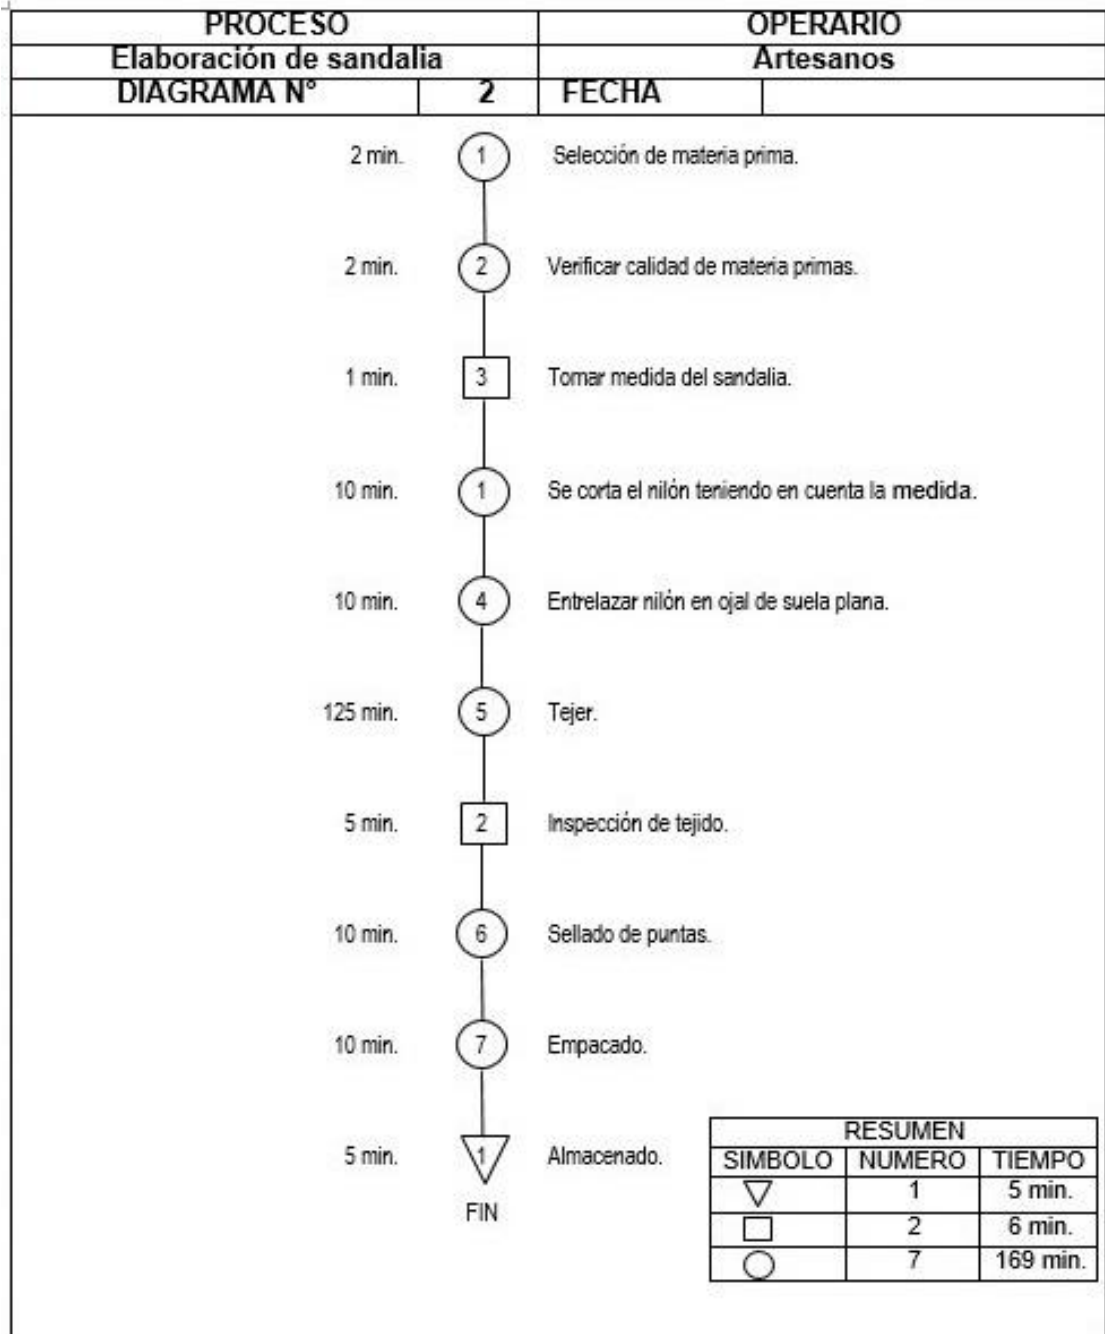 PROCESO OPERARIO
Elaboración de sandalia Artesanos
DIAGRAMA N° 2 FECHA
2 min. 1 Selección de materia prima.
2 min. 2 Verificar calidad de materia primas.
1 min. 3 Tomar medida del sandalia.
10 min. 1 Se corta el nilón teniendo en cuenta la medida.
10 min. 4 Entrelazar nilón en ojal de suela plana.
125 min. 5 Tejer.
5 min. 2 Inspección de tejido.
10 min. 6 Sellado de puntas.
10 min. 7 Empacado.
5 min. 1 Almacenado.
FIN
RESUMEN
SIMBOLO NUMERO TIEMPO
1 5 min.
2 6 min.
7 169 min.